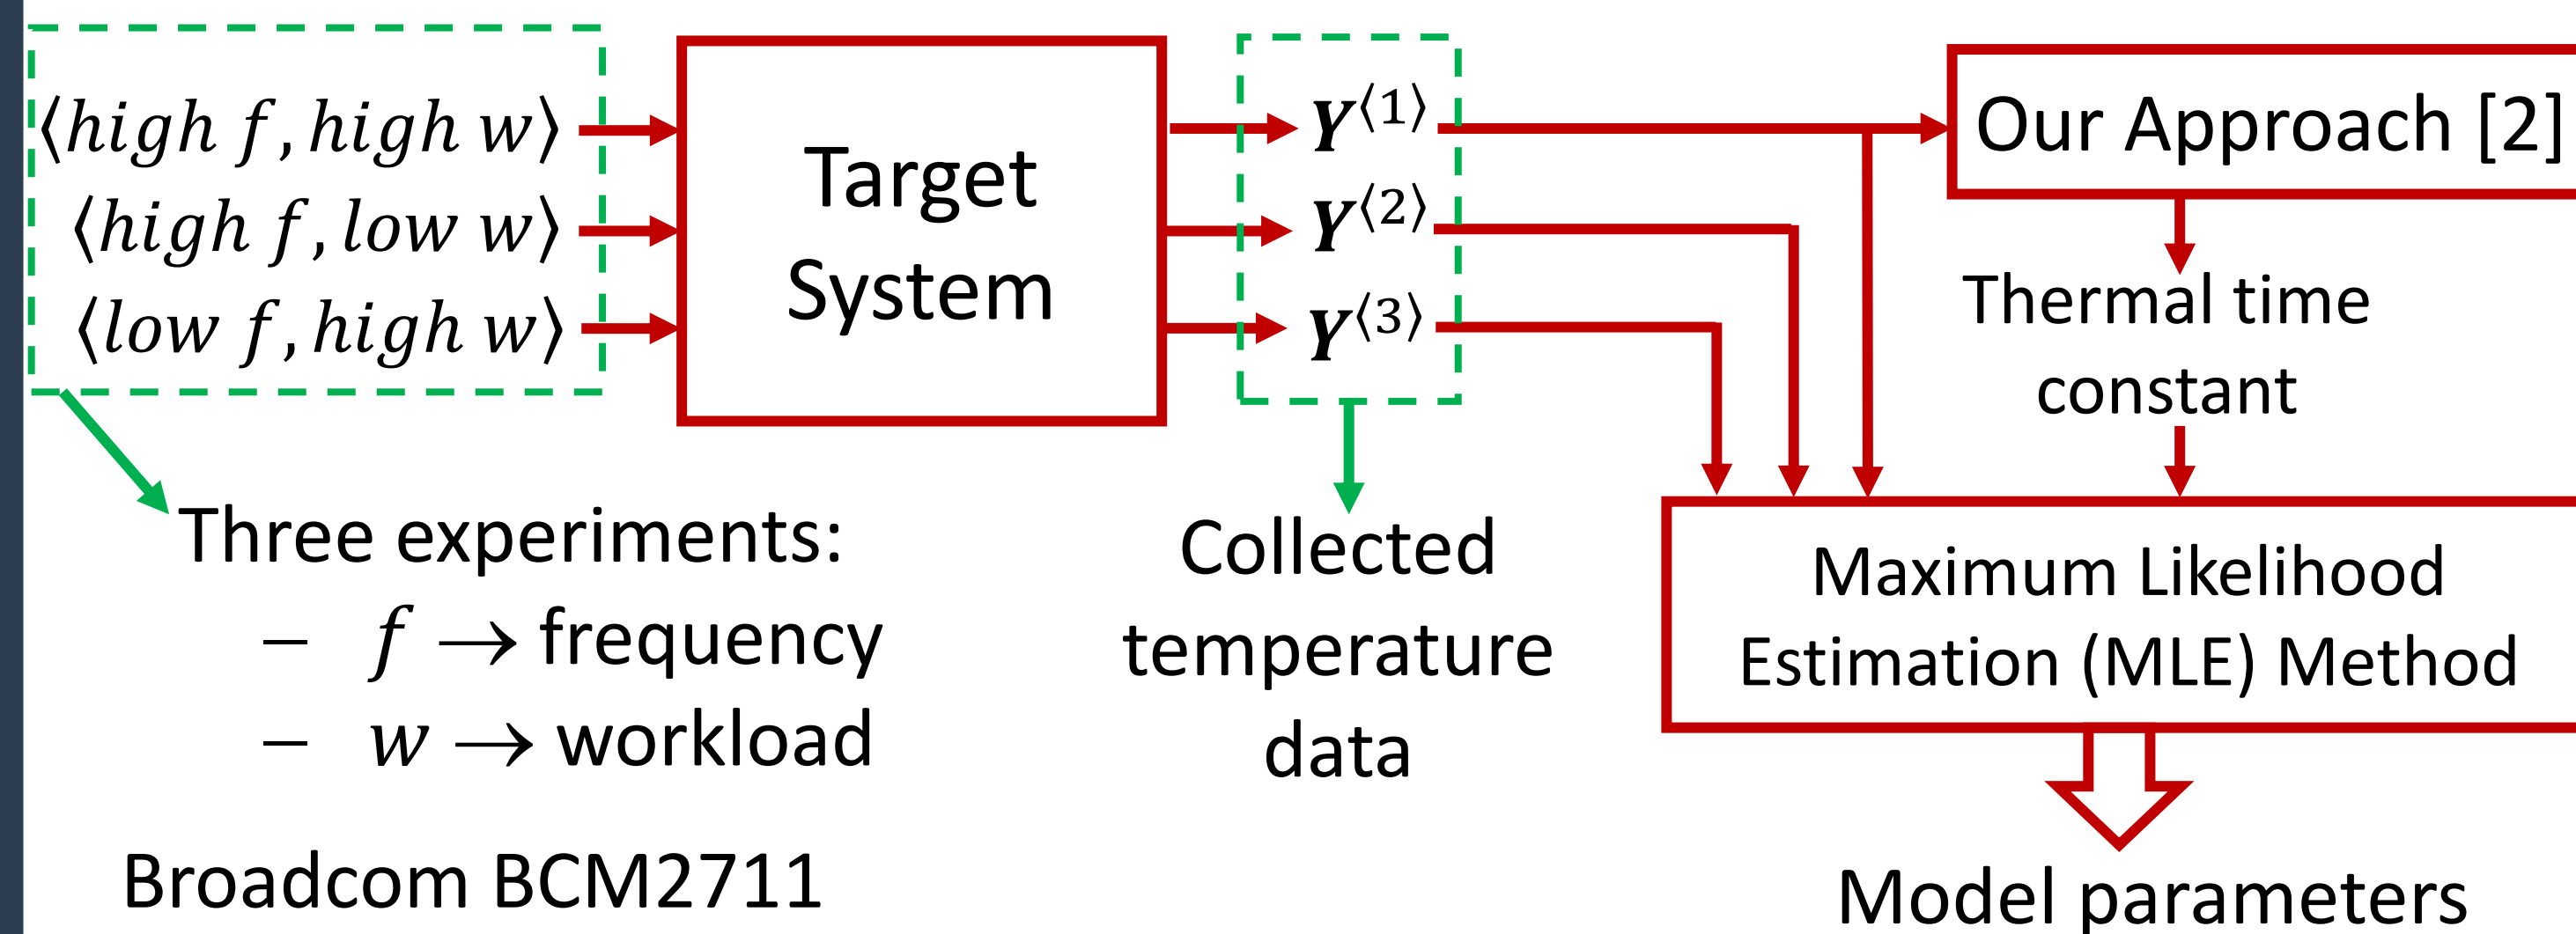 ⟨high f, high w⟩
⟨high f, low w⟩
⟨low f, high w⟩
Target
System
Y⟨1⟩
Y⟨2⟩
Y⟨3⟩
Our Approach [2]
Thermal time
constant
Three experiments:
– f → frequency
– w → workload
Collected
temperature
data
Maximum Likelihood
Estimation (MLE) Method
Broadcom BCM2711
Model parameters